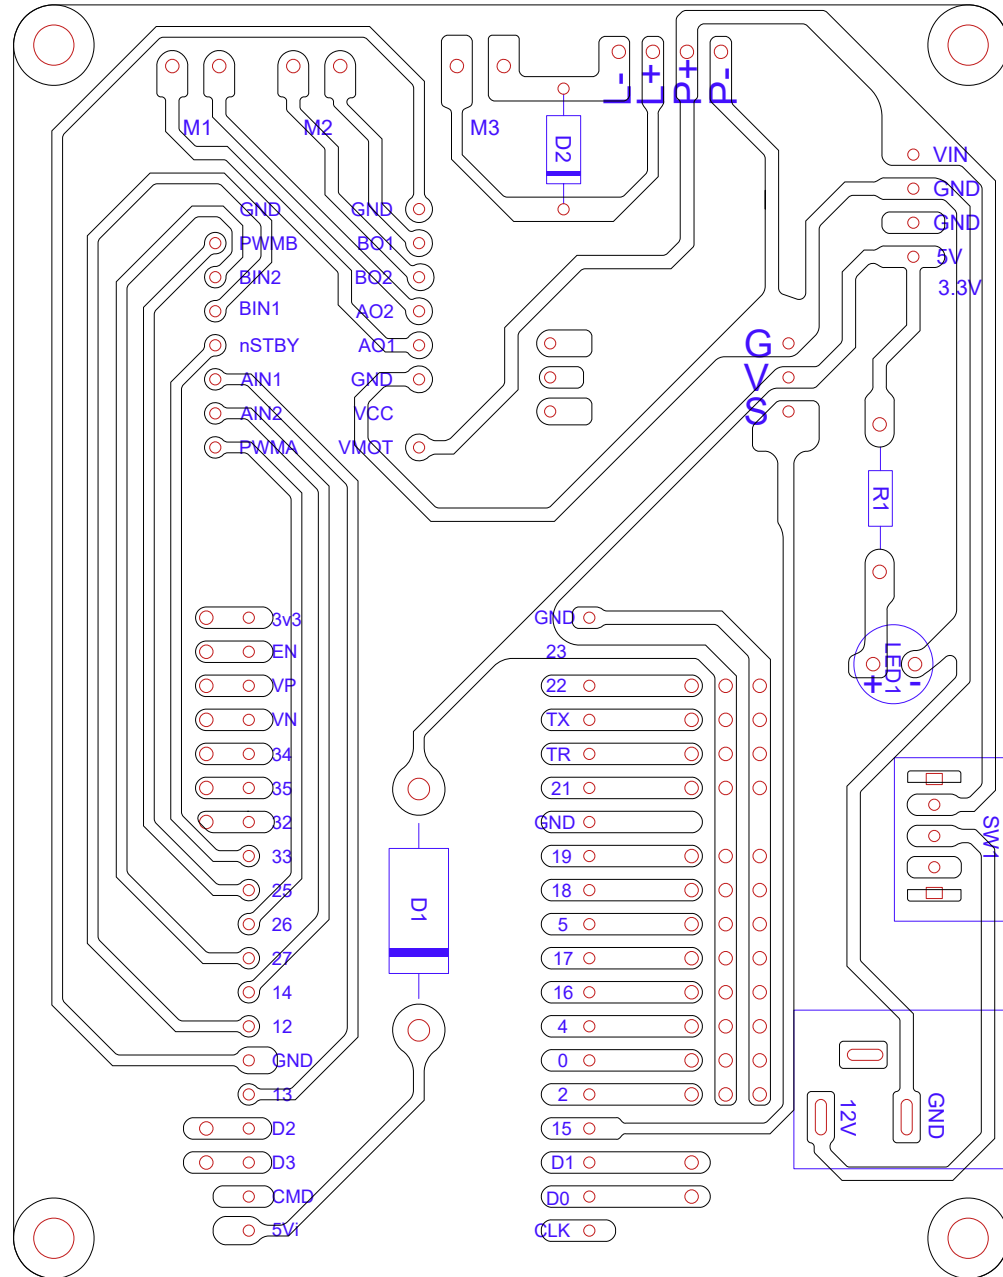 L-
L+
P+
P-
M1
M2
M3
D2
VIN
GND
GND
5V
3.3V
GND
PWMB
BIN2
BIN1
nSTBY
AIN1
AIN2
PWMA
GND
BO1
BO2
AO2
AO1
GND
VCC
VMOT
G
V
S
R1
LED1
+
-
3v3
EN
VP
VN
34
35
32
33
25
26
27
14
12
GND
13
D2
D3
CMD
5Vi
D1
GND
23
22
TX
TR
21
GND
19
18
5
17
16
4
0
2
15
D1
D0
CLK
SW1
12V
GND